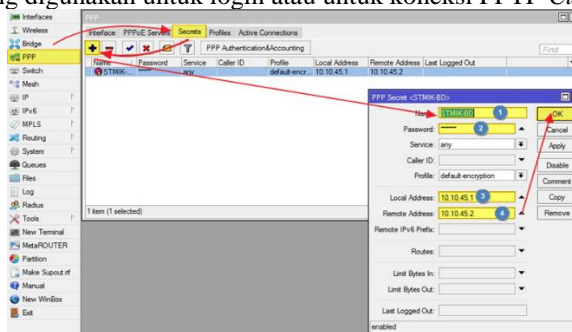 digunakan untuk login atau untuk koneksi PPTP
Interfaces
Wireless
Bridge
PPP
Switch
Mesh
IP
IPv6
MPLS
Routing
System
Queues
Files
Log
Radius
Tools
New Terminal
MetaROUTER
Partition
Make Supout.rif
Manual
New WinBox
Exit
PPP
Interface PPPoE Servers Secrets Profiles Active Connections
PPP Authentication&Accounting
Find
Name Password Service Caller ID Profile Local Address Remote Address Last Logged Out
STMIK-... ***** any default-encr... 10.10.45.1 10.10.45.2
1 item (1 selected)
PPP Secret <STMIK-BD>
Name: STMIK-BD 1
Password: ******* 2
Service: any
Caller ID:
Profile: default-encryption
Local Address: 10.10.45.1 3
Remote Address: 10.10.45.2 4
Remote IPv6 Prefix:
Routes:
Limit Bytes In:
Limit Bytes Out:
Last Logged Out:
enabled
OK
Cancel
Apply
Disable
Comment
Copy
Remove